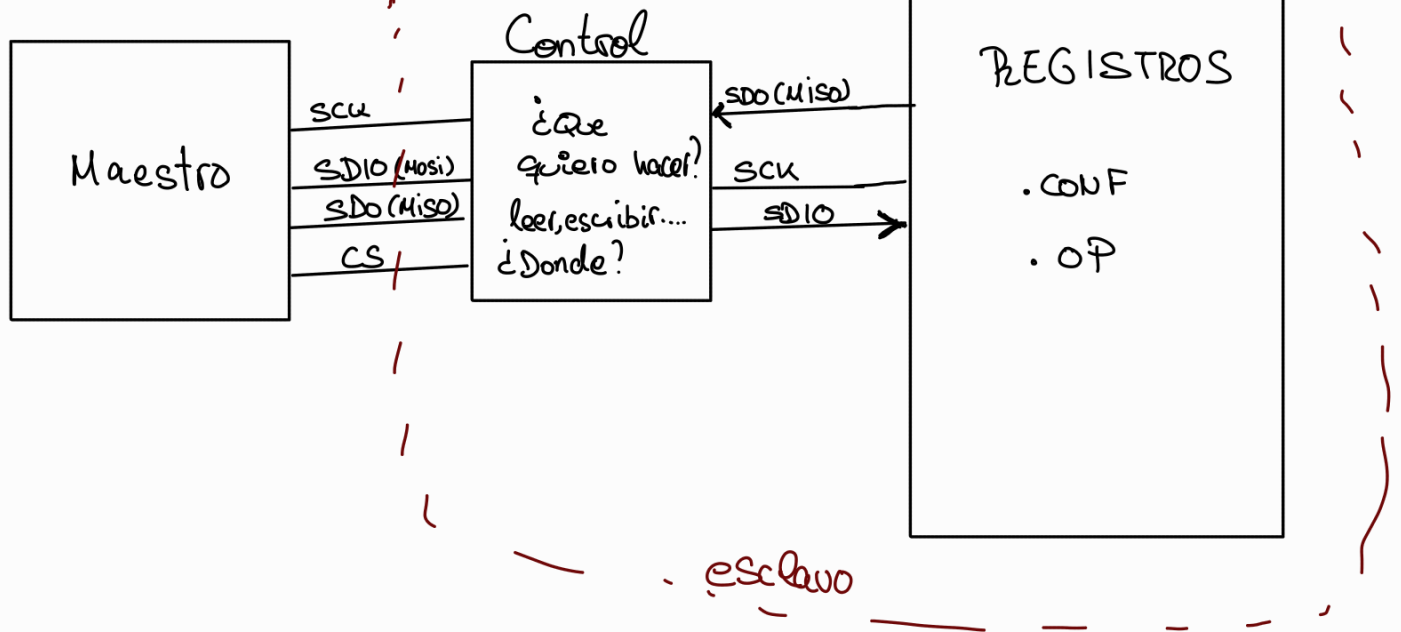 Maestro
SCK
SDIO (MOSI)
SDO (MISO)
CS
Control
¿Que
quiero hacer?
leer, escribir....
¿Donde?
SDO (MISO)
SCK
SDIO
REGISTROS
. CONF
. OP
esclavo